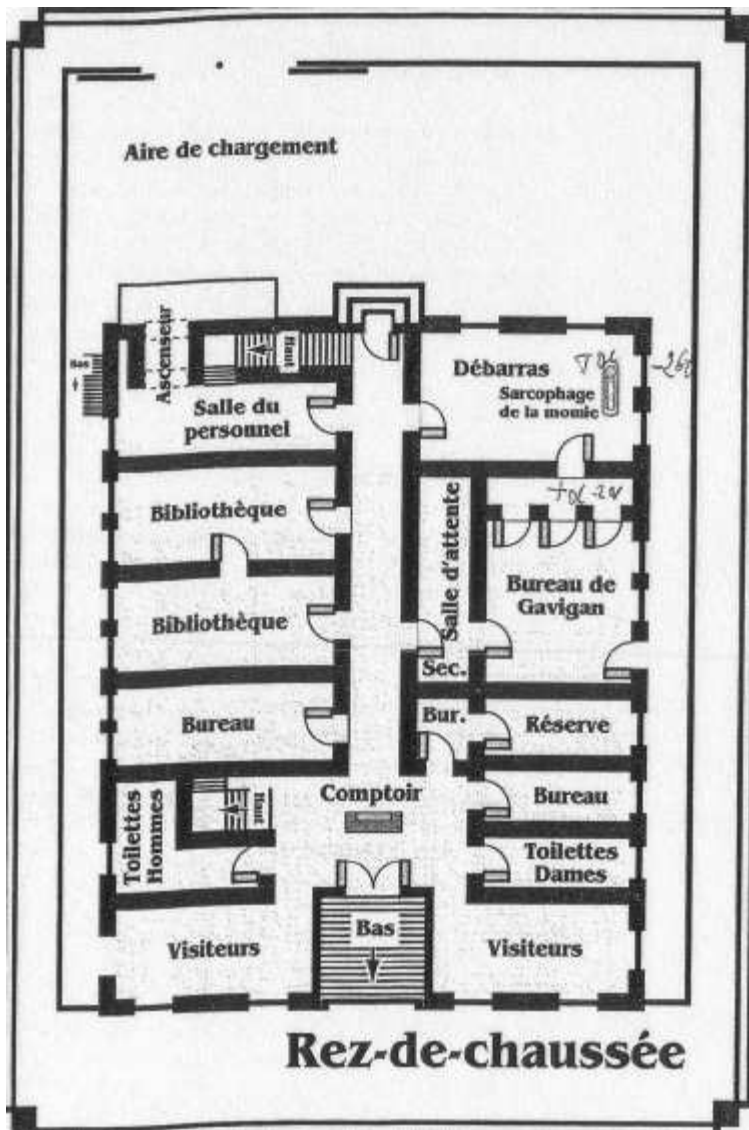 Aire de chargement
Ascenseur
Bas
Haut
Débarras
Sarcophage
de la momie
Salle du
personnel
Bibliothèque
Salle d'attente
Bureau de
Gavigan
Bibliothèque
Sec.
Bur.
Réserve
Bureau
Comptoir
Bureau
Haut
Toilettes
Hommes
Toilettes
Dames
Visiteurs
Bas
Visiteurs
Rez-de-chaussée